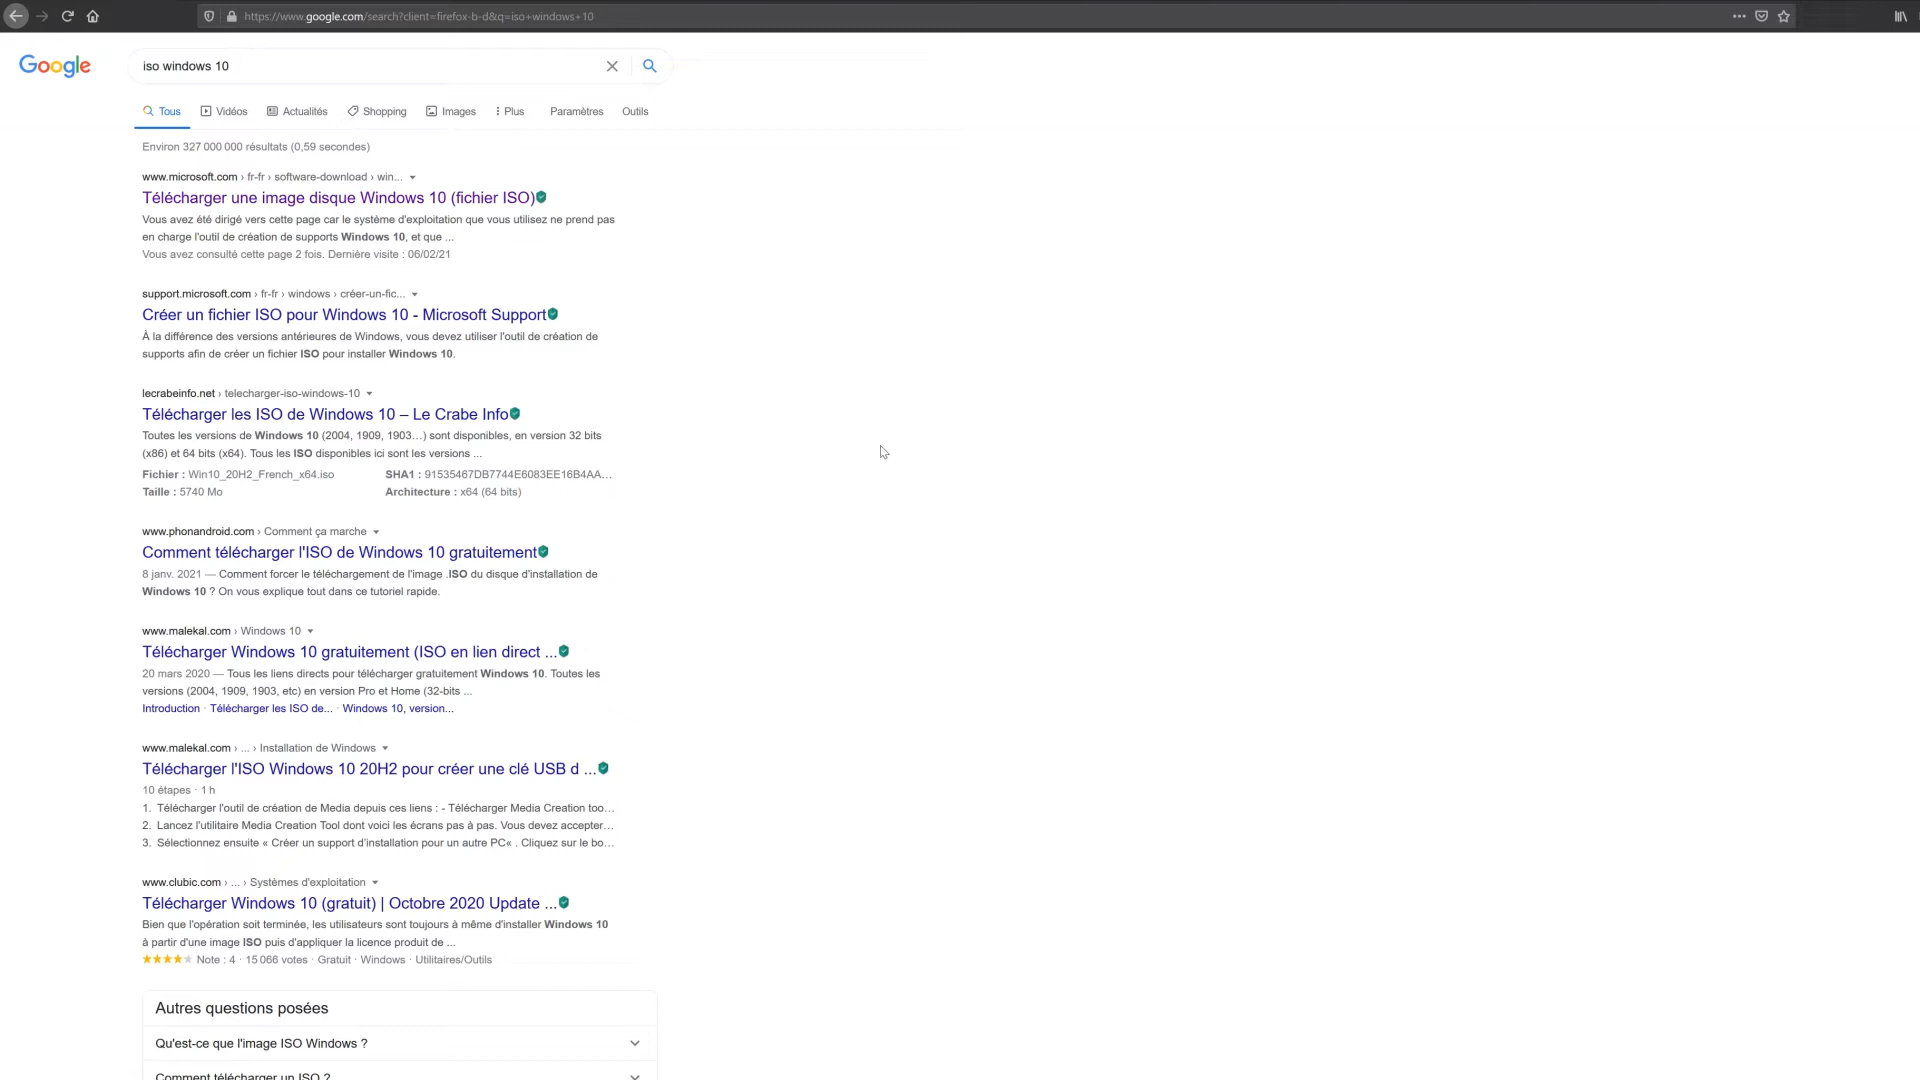 https://www.google.com/search?client=firefox-b-d&q=iso+windows+10
Google
iso windows 10
Tous Vidéos Actualités Shopping Images Plus Paramètres Outils
Environ 327 000 000 résultats (0,59 secondes)
www.microsoft.com › fr-fr › software-download › win...
Télécharger une image disque Windows 10 (fichier ISO)
Vous avez été dirigé vers cette page car le système d'exploitation que vous utilisez ne prend pas
en charge l'outil de création de supports Windows 10, et que ...
Vous avez consulté cette page 2 fois. Dernière visite : 06/02/21
support.microsoft.com › fr-fr › windows › créer-un-fic...
Créer un fichier ISO pour Windows 10 - Microsoft Support
À la différence des versions antérieures de Windows, vous devez utiliser l'outil de création de
supports afin de créer un fichier ISO pour installer Windows 10.
lecrabeinfo.net › telecharger-iso-windows-10
Télécharger les ISO de Windows 10 – Le Crabe Info
Toutes les versions de Windows 10 (2004, 1909, 1903…) sont disponibles, en version 32 bits
(x86) et 64 bits (x64). Tous les ISO disponibles ici sont les versions ...
Fichier : Win10_20H2_French_x64.iso SHA1 : 91535467DB7744E6083EE16B4AA…
Taille : 5740 Mo Architecture : x64 (64 bits)
www.phonandroid.com › Comment ça marche
Comment télécharger l'ISO de Windows 10 gratuitement
8 janv. 2021 — Comment forcer le téléchargement de l'image .ISO du disque d'installation de
Windows 10 ? On vous explique tout dans ce tutoriel rapide.
www.malekal.com › Windows 10
Télécharger Windows 10 gratuitement (ISO en lien direct ...
20 mars 2020 — Tous les liens directs pour télécharger gratuitement Windows 10. Toutes les
versions (2004, 1909, 1903, etc) en version Pro et Home (32-bits ...
Introduction · Télécharger les ISO de... · Windows 10, version...
www.malekal.com › ... › Installation de Windows
Télécharger l'ISO Windows 10 20H2 pour créer une clé USB d ...
10 étapes · 1 h
1. Télécharger l'outil de création de Media depuis ces liens : - Télécharger Media Creation too…
2. Lancez l'utilitaire Media Creation Tool dont voici les écrans pas à pas. Vous devez accepter…
3. Sélectionnez ensuite « Créer un support d'installation pour un autre PC« . Cliquez sur le bo…
www.clubic.com › ... › Systèmes d'exploitation
Télécharger Windows 10 (gratuit) | Octobre 2020 Update ...
Bien que l'opération soit terminée, les utilisateurs sont toujours à même d'installer Windows 10
à partir d'une image ISO puis d'appliquer la licence produit de ...
Note : 4 · 15 066 votes · Gratuit · Windows · Utilitaires/Outils
Autres questions posées
Qu'est-ce que l'image ISO Windows ?
Comment télécharger un ISO ?